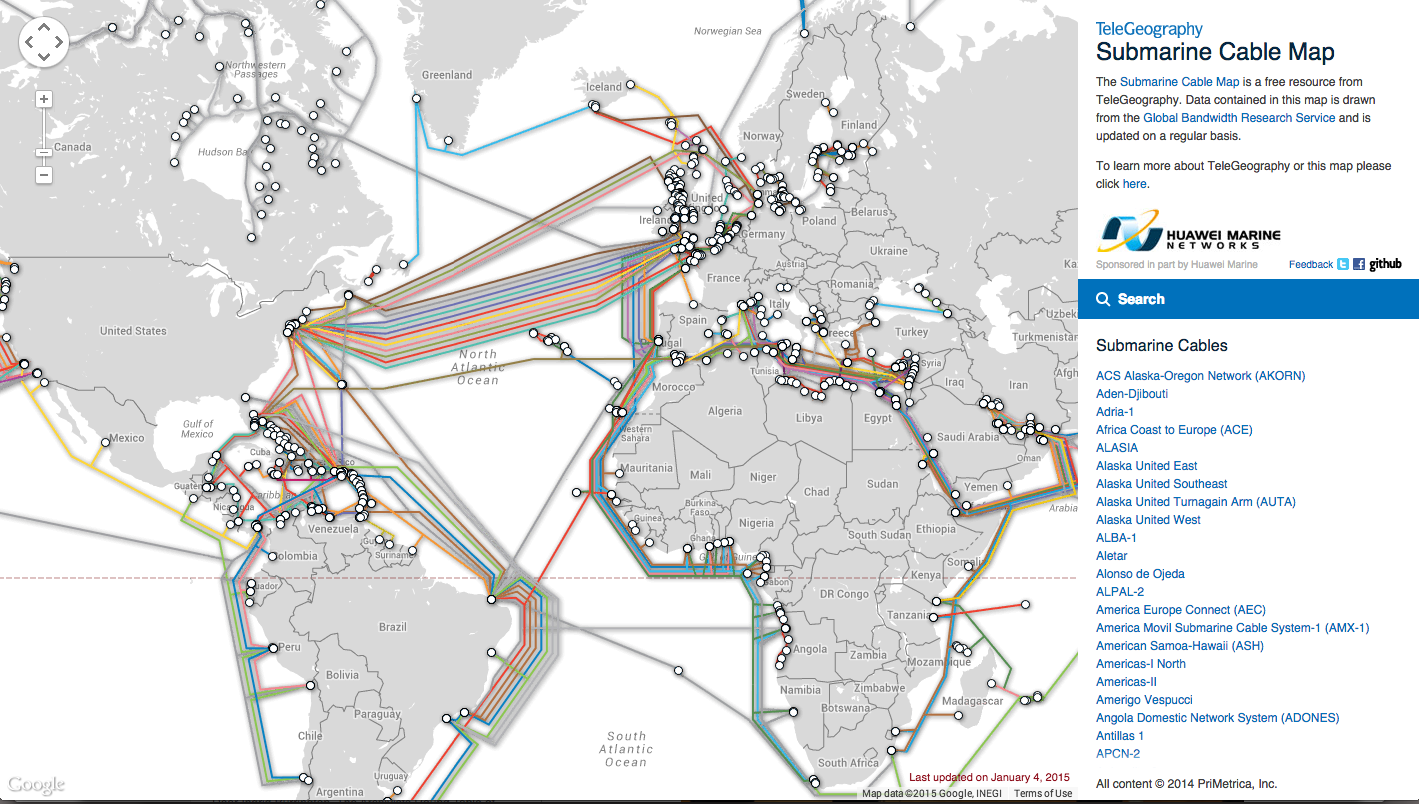 TeleGeography
Submarine Cable Map
The Submarine Cable Map is a free resource from
TeleGeography. Data contained in this map is drawn
from the Global Bandwidth Research Service and is
updated on a regular basis.
To learn more about TeleGeography or this map please
click here.
HUAWEI MARINE
NETWORKS
Sponsored in part by Huawei Marine
Feedback
github
Search
Submarine Cables
ACS Alaska-Oregon Network (AKORN)
Aden-Djibouti
Adria-1
Africa Coast to Europe (ACE)
ALASIA
Alaska United East
Alaska United Southeast
Alaska United Turnagain Arm (AUTA)
Alaska United West
ALBA-1
Aletar
Alonso de Ojeda
ALPAL-2
America Europe Connect (AEC)
America Movil Submarine Cable System-1 (AMX-1)
American Samoa-Hawaii (ASH)
Americas-I North
Americas-II
Amerigo Vespucci
Angola Domestic Network System (ADONES)
Antillas 1
APCN-2
All content © 2014 PriMetrica, Inc.
Norwegian Sea
Greenland
Northwestern
Passages
Iceland
Sweden
Finland
Norway
Canada
Hudson Ba
United
Ireland
Poland
Belarus
Germany
Ukraine
Austria
France
Romania
Italy
Spain
Turkey
Uzbek
Turkmenistan
United States
North
Atlantic
Ocean
Tunisia
Syria
Iraq
Iran
Afgh
Morocco
Algeria
Libya
Egypt
Gulf of
Mexico
Mexico
Western
Sahara
Saudi Arabia
Oman
Cuba
Mauritania
Mali
Niger
Chad
Sudan
Yemen
Arabia
Guinea
Burkina
Faso
Nigeria
Ghana
Ethiopia
South Sudan
Venezuela
Suriname
Somali
Kenya
DR Congo
Tanzania
Brazil
Peru
Angola
Zambia
Mozambique
Bolivia
Namibia
Zimbabwe
Botswana
Madagascar
Paraguay
Chile
South
Atlantic
Ocean
South Africa
Uruguay
Argentina
Google
Last updated on January 4, 2015
Map data ©2015 Google, INEGI
Terms of Use